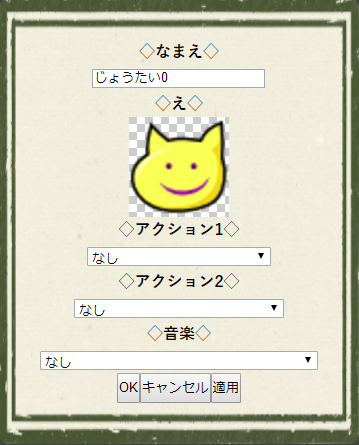 ◇なまえ◇
じょうたい0
◇え◇
◇アクション1◇
なし
◇アクション2◇
なし
◇音楽◇
なし
OK キャンセル 適用